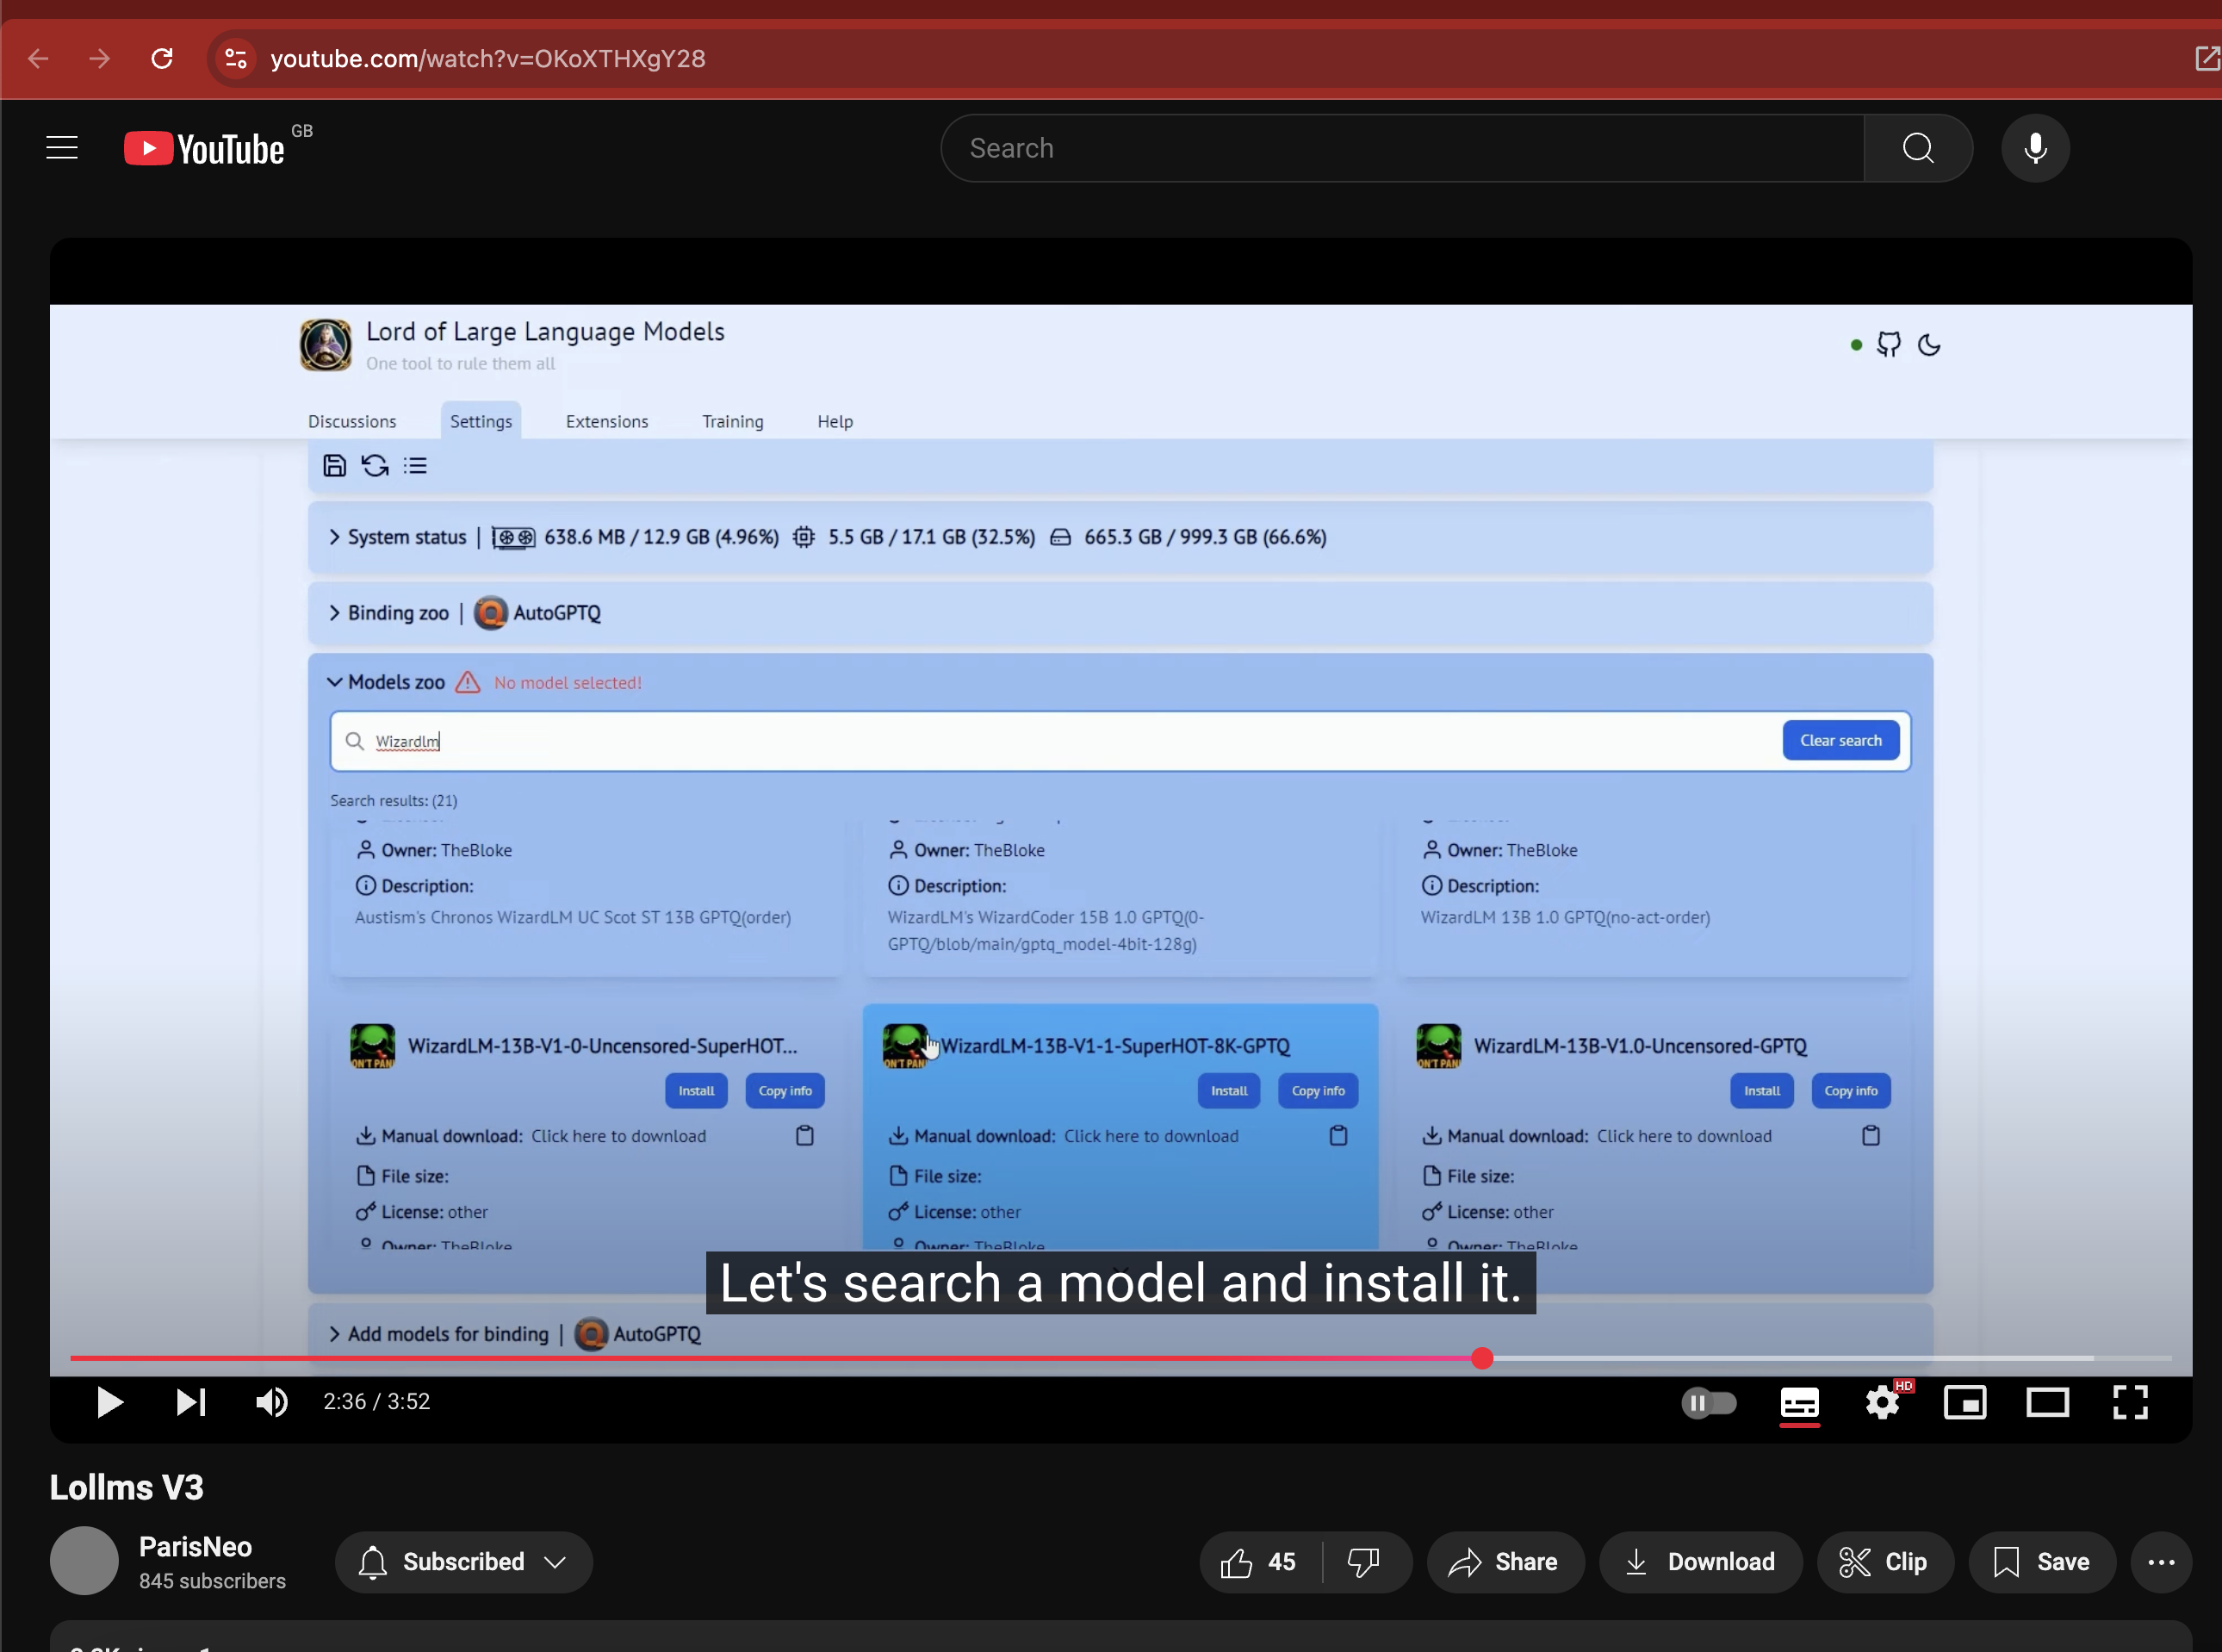 youtube.com/watch?v=OKoXTHXgY28
YouTube GB
Search
Lord of Large Language Models
One tool to rule them all
Discussions Settings Extensions Training Help
System status | 638.6 MB / 12.9 GB (4.96%) 5.5 GB / 17.1 GB (32.5%) 665.3 GB / 999.3 GB (66.6%)
Binding zoo | AutoGPTQ
Models zoo No model selected!
Wizardlm Clear search
Search results: (21)
Owner: TheBloke Owner: TheBloke Owner: TheBloke
Description: Description: Description:
Austism's Chronos WizardLM UC Scot ST 13B GPTQ(order) WizardLM's WizardCoder 15B 1.0 GPTQ(0- WizardLM 13B 1.0 GPTQ(no-act-order)
GPTQ/blob/main/gptq_model-4bit-128g)
WizardLM-13B-V1-0-Uncensored-SuperHOT... WizardLM-13B-V1-1-SuperHOT-8K-GPTQ WizardLM-13B-V1.0-Uncensored-GPTQ
Install Copy info Install Copy info Install Copy info
Manual download: Click here to download Manual download: Click here to download Manual download: Click here to download
File size: File size: File size:
License: other License: other License: other
Owner: TheBloke Owner: TheBloke Owner: TheBloke
Let's search a model and install it.
Add models for binding | AutoGPTQ
2:36 / 3:52 HD
Lollms V3
ParisNeo
845 subscribers
Subscribed 45 Share Download Clip Save